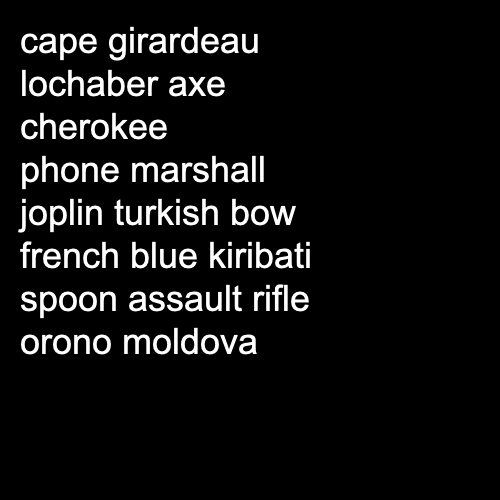 cape girardeau
lochaber axe
cherokee
phone marshall
joplin turkish bow
french blue kiribati
spoon assault rifle
orono moldova